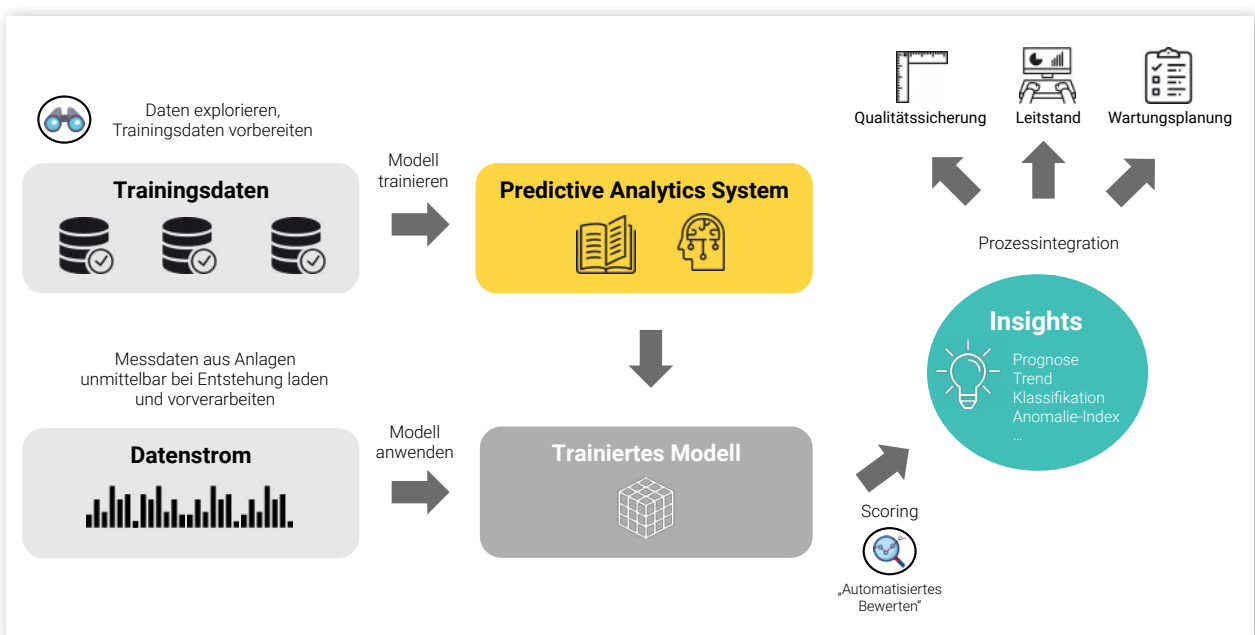 Daten explorieren,
Trainingsdaten vorbereiten
Trainingsdaten
Modell
trainieren
Predictive Analytics System
Messdaten aus Anlagen
unmittelbar bei Entstehung laden
und vorverarbeiten
Datenstrom
Modell
anwenden
Trainiertes Modell
Scoring
„Automatisiertes
Bewerten“
Insights
Prognose
Trend
Klassifikation
Anomalie-Index
...
Prozessintegration
Qualitätssicherung
Leitstand
Wartungsplanung